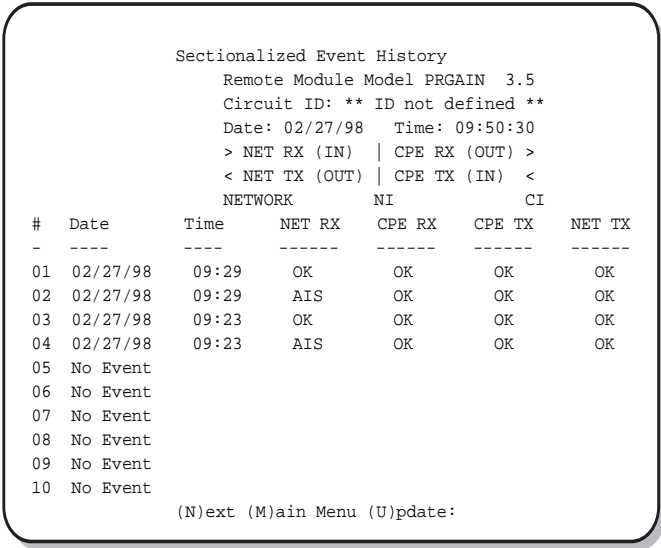 Sectionalized Event History
Remote Module Model PRGAIN 3.5
Circuit ID: ** ID not defined **
Date: 02/27/98 Time: 09:50:30
> NET RX (IN) | CPE RX (OUT) >
< NET TX (OUT) | CPE TX (IN) <
NETWORK NI CI
# Date Time NET RX CPE RX CPE TX NET TX
- ---- ---- ------ ------ ------ ------
01 02/27/98 09:29 OK OK OK OK
02 02/27/98 09:29 AIS OK OK OK
03 02/27/98 09:23 OK OK OK OK
04 02/27/98 09:23 AIS OK OK OK
05 No Event
06 No Event
07 No Event
08 No Event
09 No Event
10 No Event
(N)ext (M)ain Menu (U)pdate: